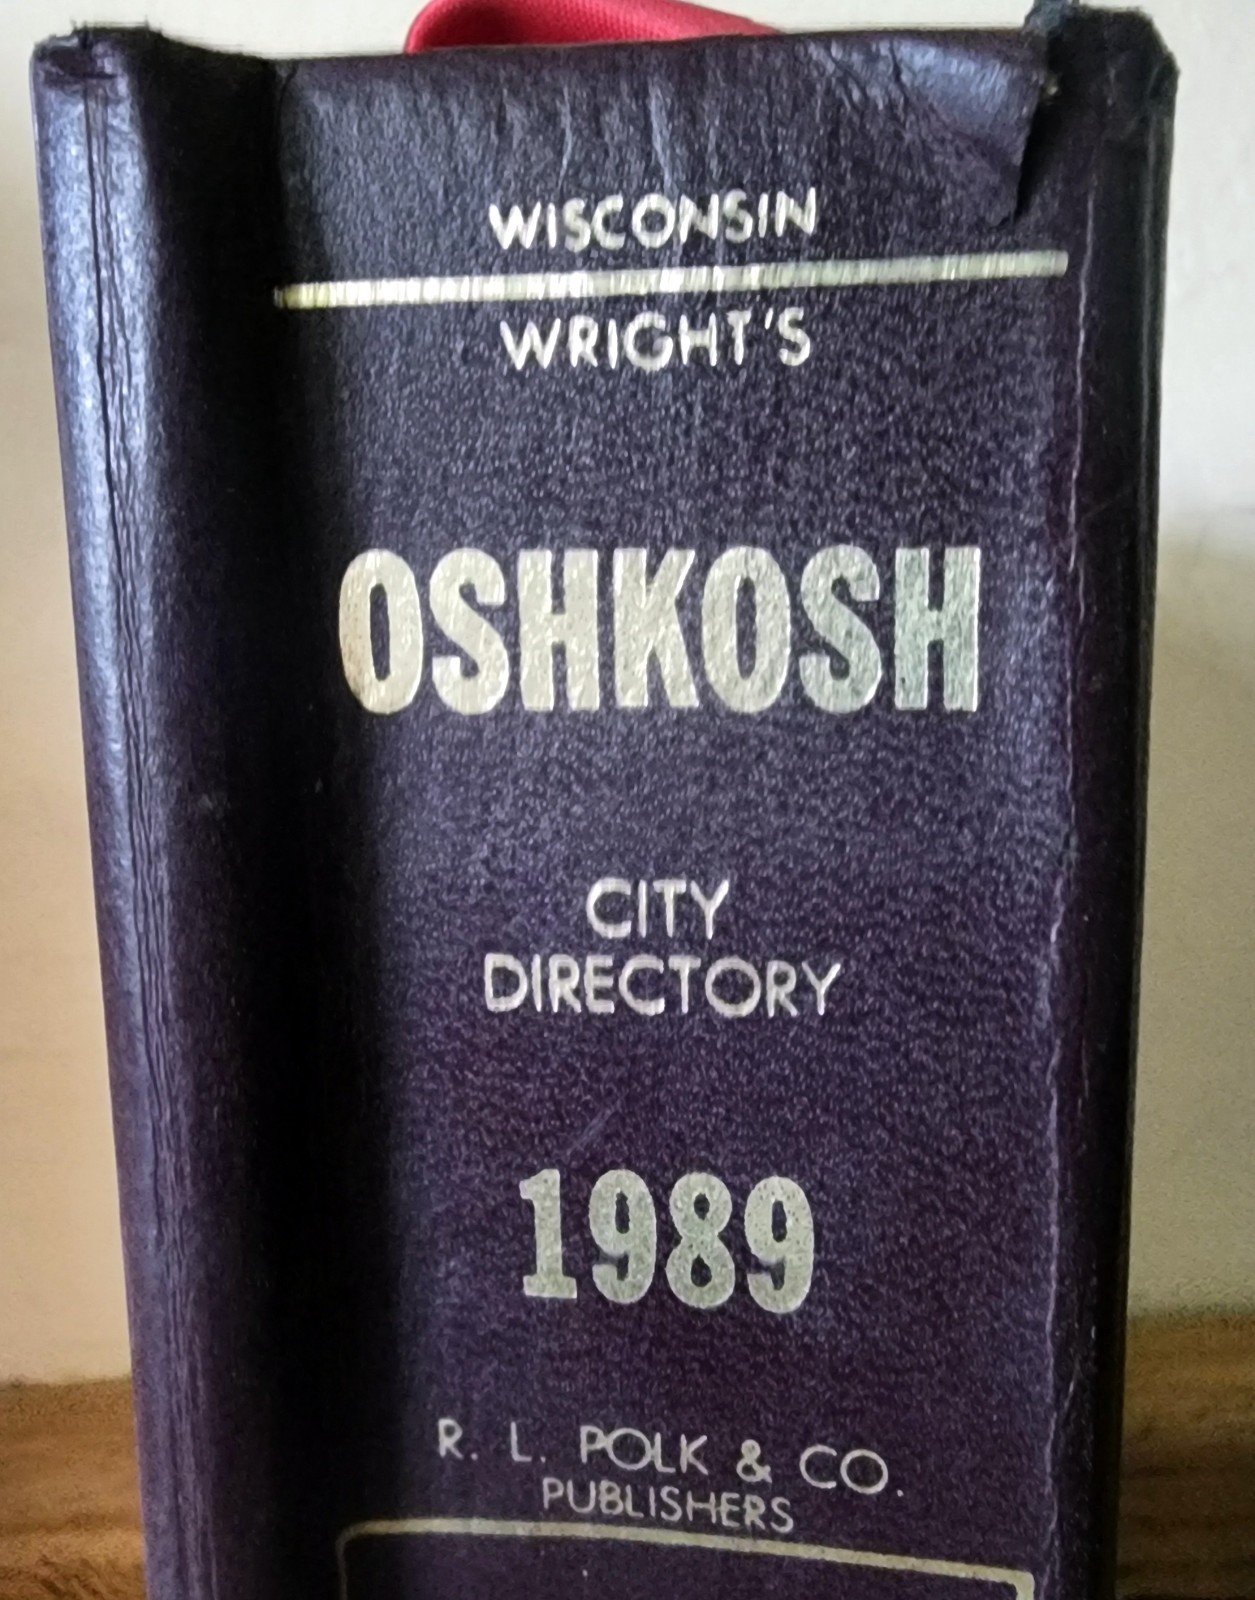 WISCONSIN
WRIGHT'S
OSHKOSH
CITY
DIRECTORY
1989
R. L. POLK & CO.
PUBLISHERS